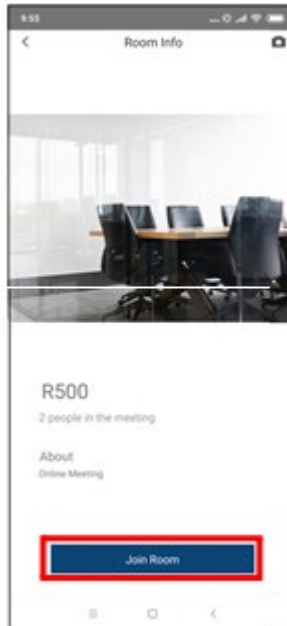 9:55
Room Info
R500
2 people in the meeting
About
Online Meeting
Join Room